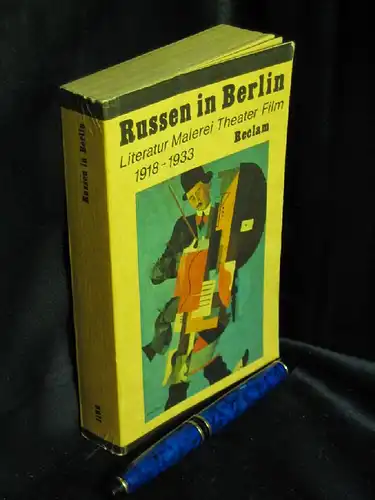 Russen in Berlin
Literatur Malerei Theater Film
1918-1933
Reclam
Russen in Berlin